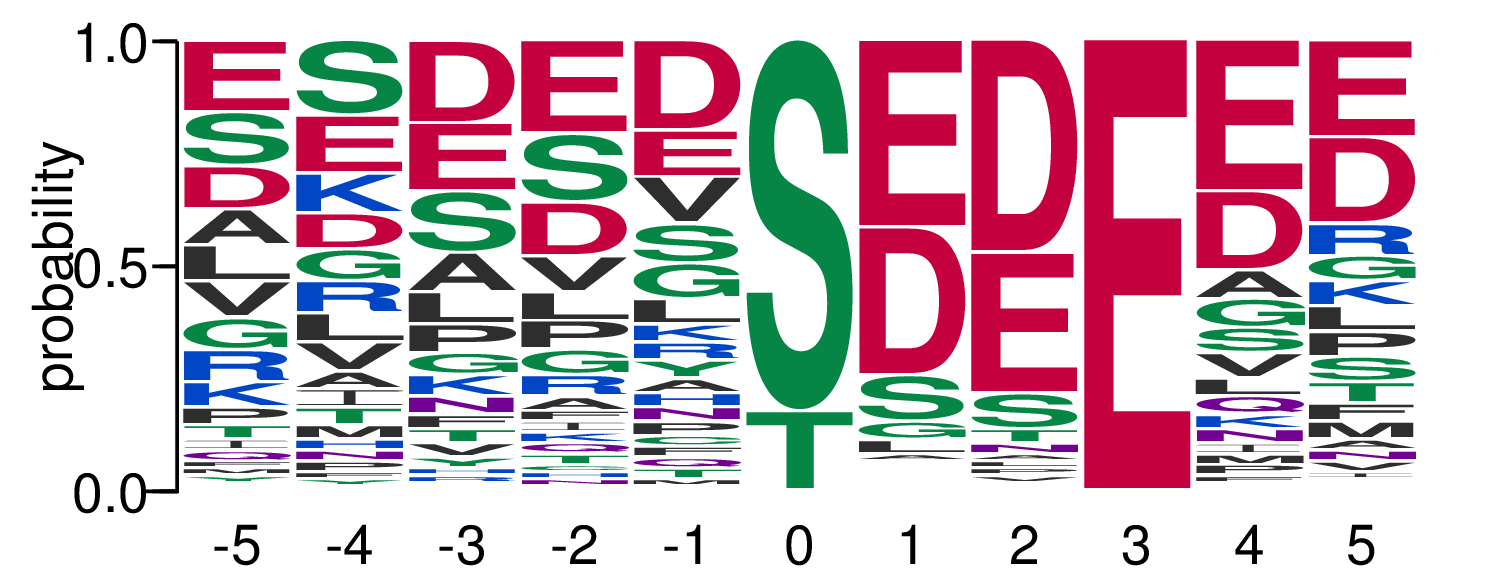 probability
1.0
0.5
0.0
E S D E D S E D E E E
S E E S E T D E D D
D K S D V S S A R
A D A V S G T G G
L G L L G L N S K
V R P P L V L
G L G G K L P
R V K R R Q S
K A N A Y K T
P I A N
T T
-5 -4 -3 -2 -1 0 1 2 3 4 5